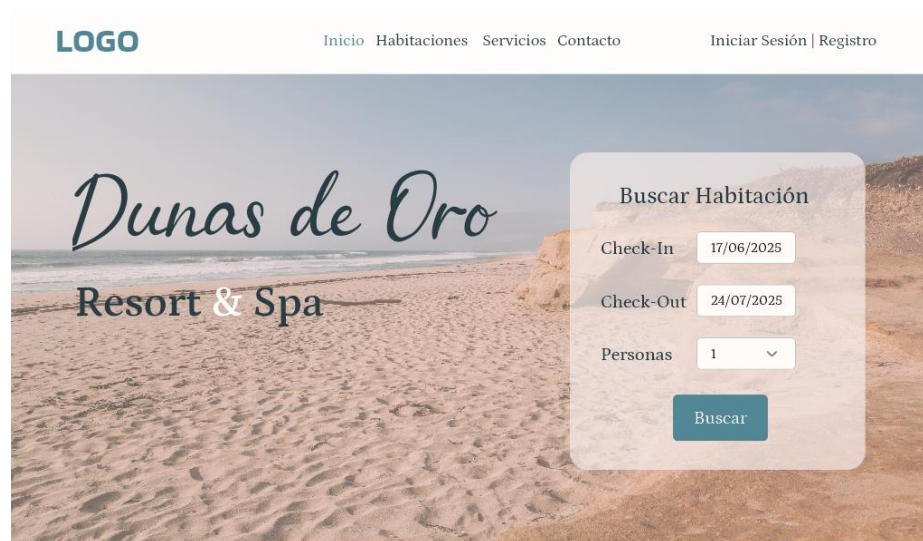 LOGO
Inicio Habitaciones Servicios Contacto
Iniciar Sesión | Registro
Dunas de Oro
Resort & Spa
Buscar Habitación
Check-In 17/06/2025
Check-Out 24/07/2025
Personas 1
Buscar